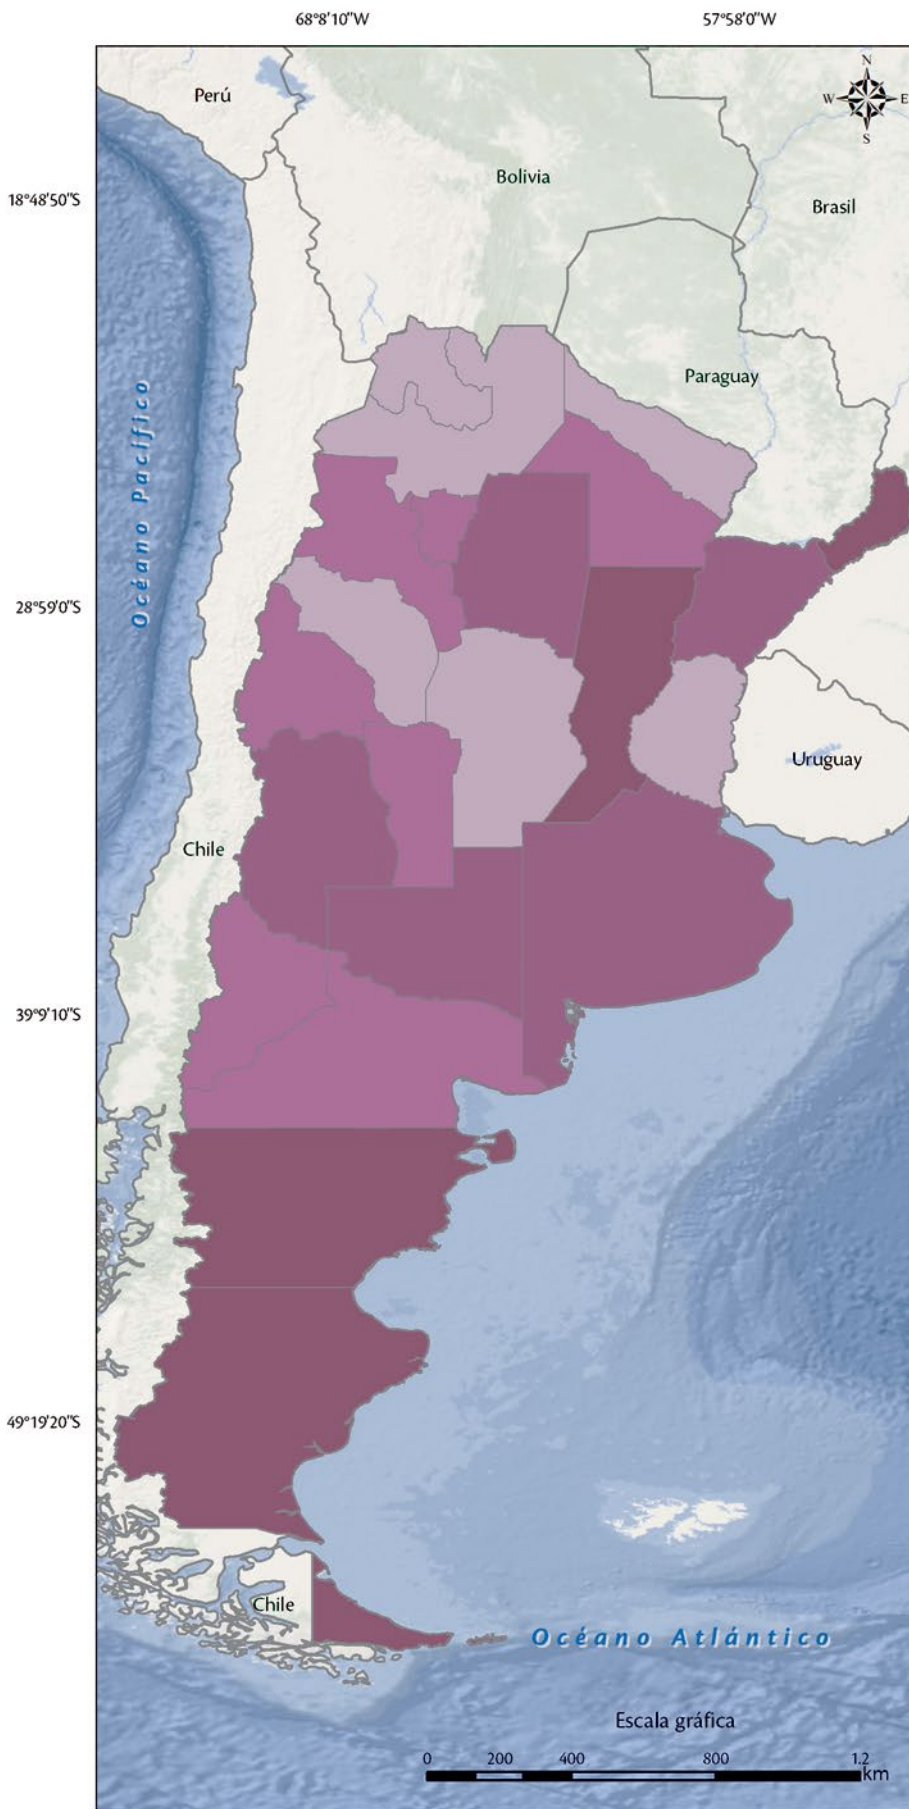 68°8'10"W
57°58'0"W
N
W
E
S
Perú
18°48'50"S
Bolivia
Brasil
Océano Pacífico
Paraguay
28°59'0"S
Uruguay
Chile
39°9'10"S
49°19'20"S
Chile
Océano Atlántico
Escala gráfica
0 200 400 800 1.2
km